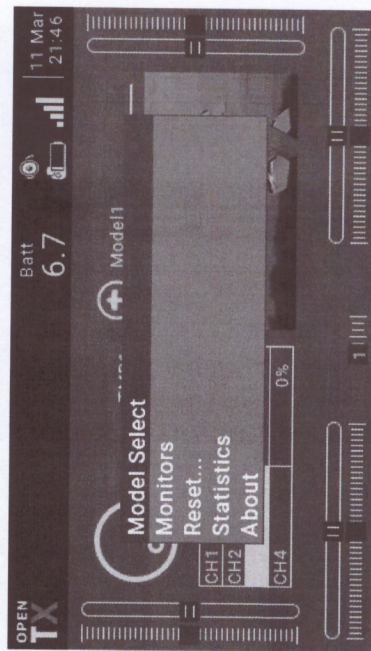 OPEN
TX
Batt
6.7
11 Mar
21:46
Model1
Model Select
Monitors
Reset...
Statistics
About
CH1
CH2
CH4
0%
1